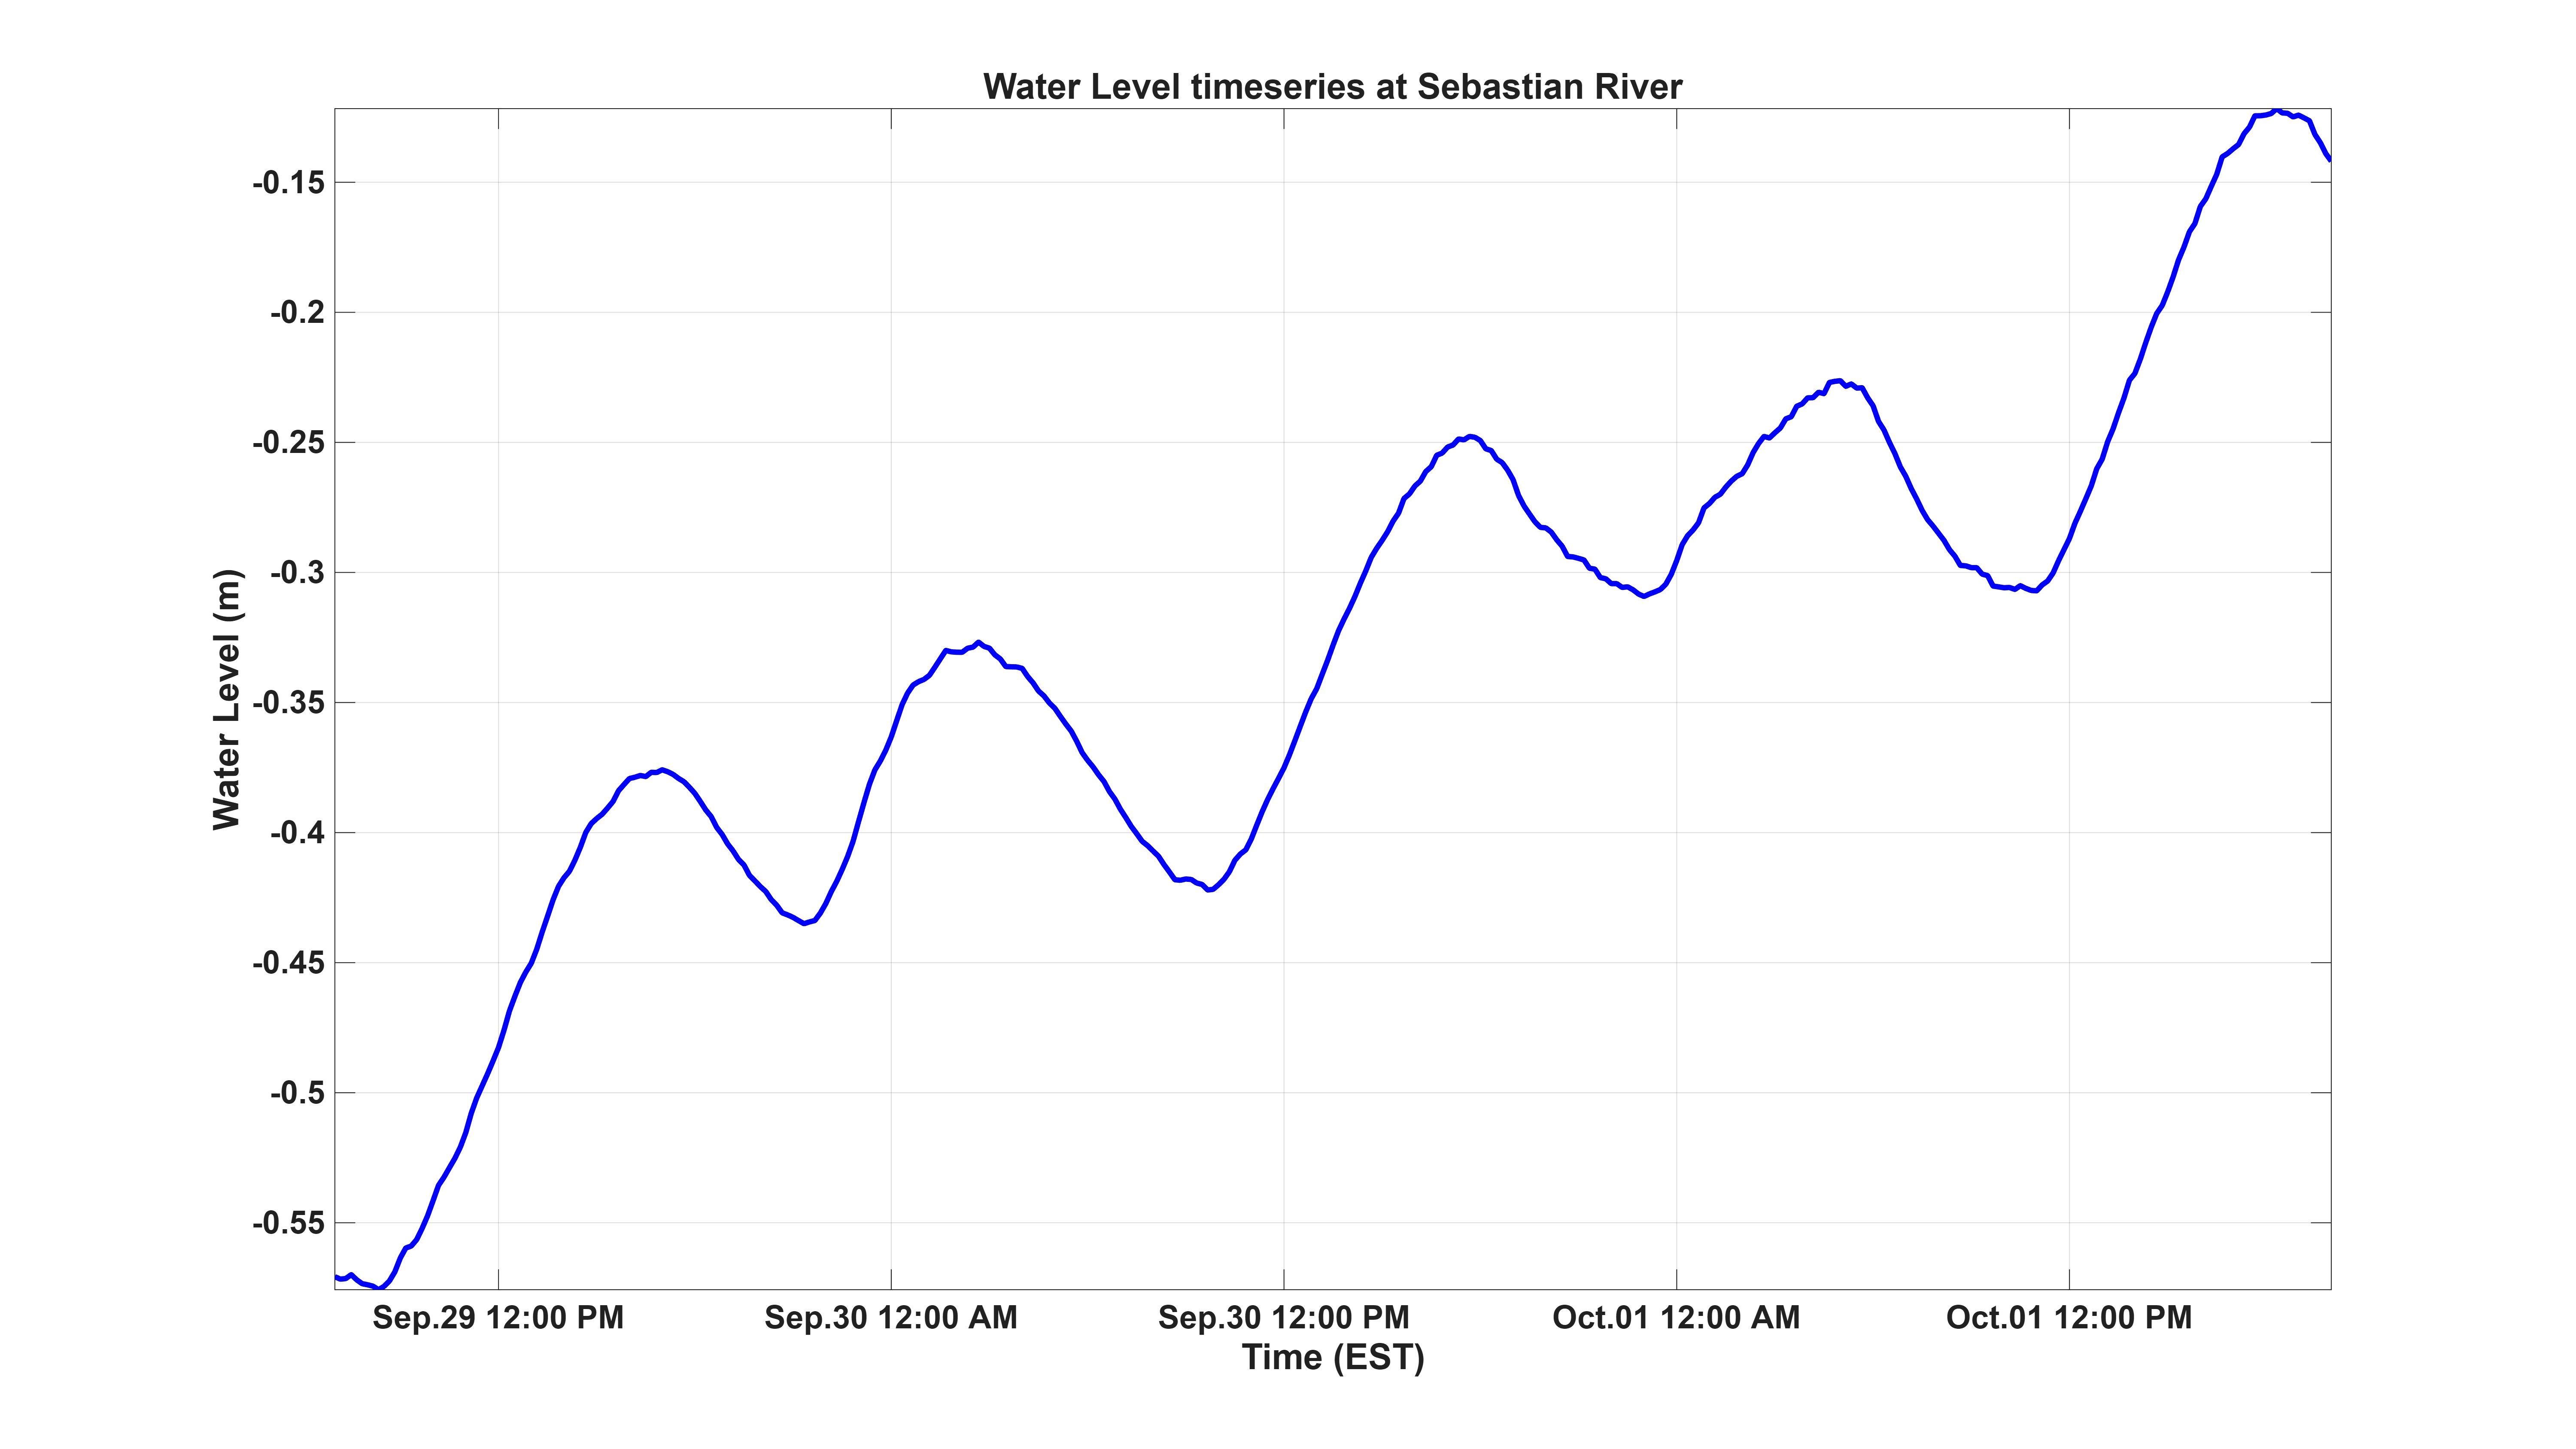 Water Level timeseries at Sebastian River
Water Level (m)
-0.15
-0.2
-0.25
-0.3
-0.35
-0.4
-0.45
-0.5
-0.55
Sep.29 12:00 PM
Sep.30 12:00 AM
Sep.30 12:00 PM
Oct.01 12:00 AM
Oct.01 12:00 PM
Time (EST)